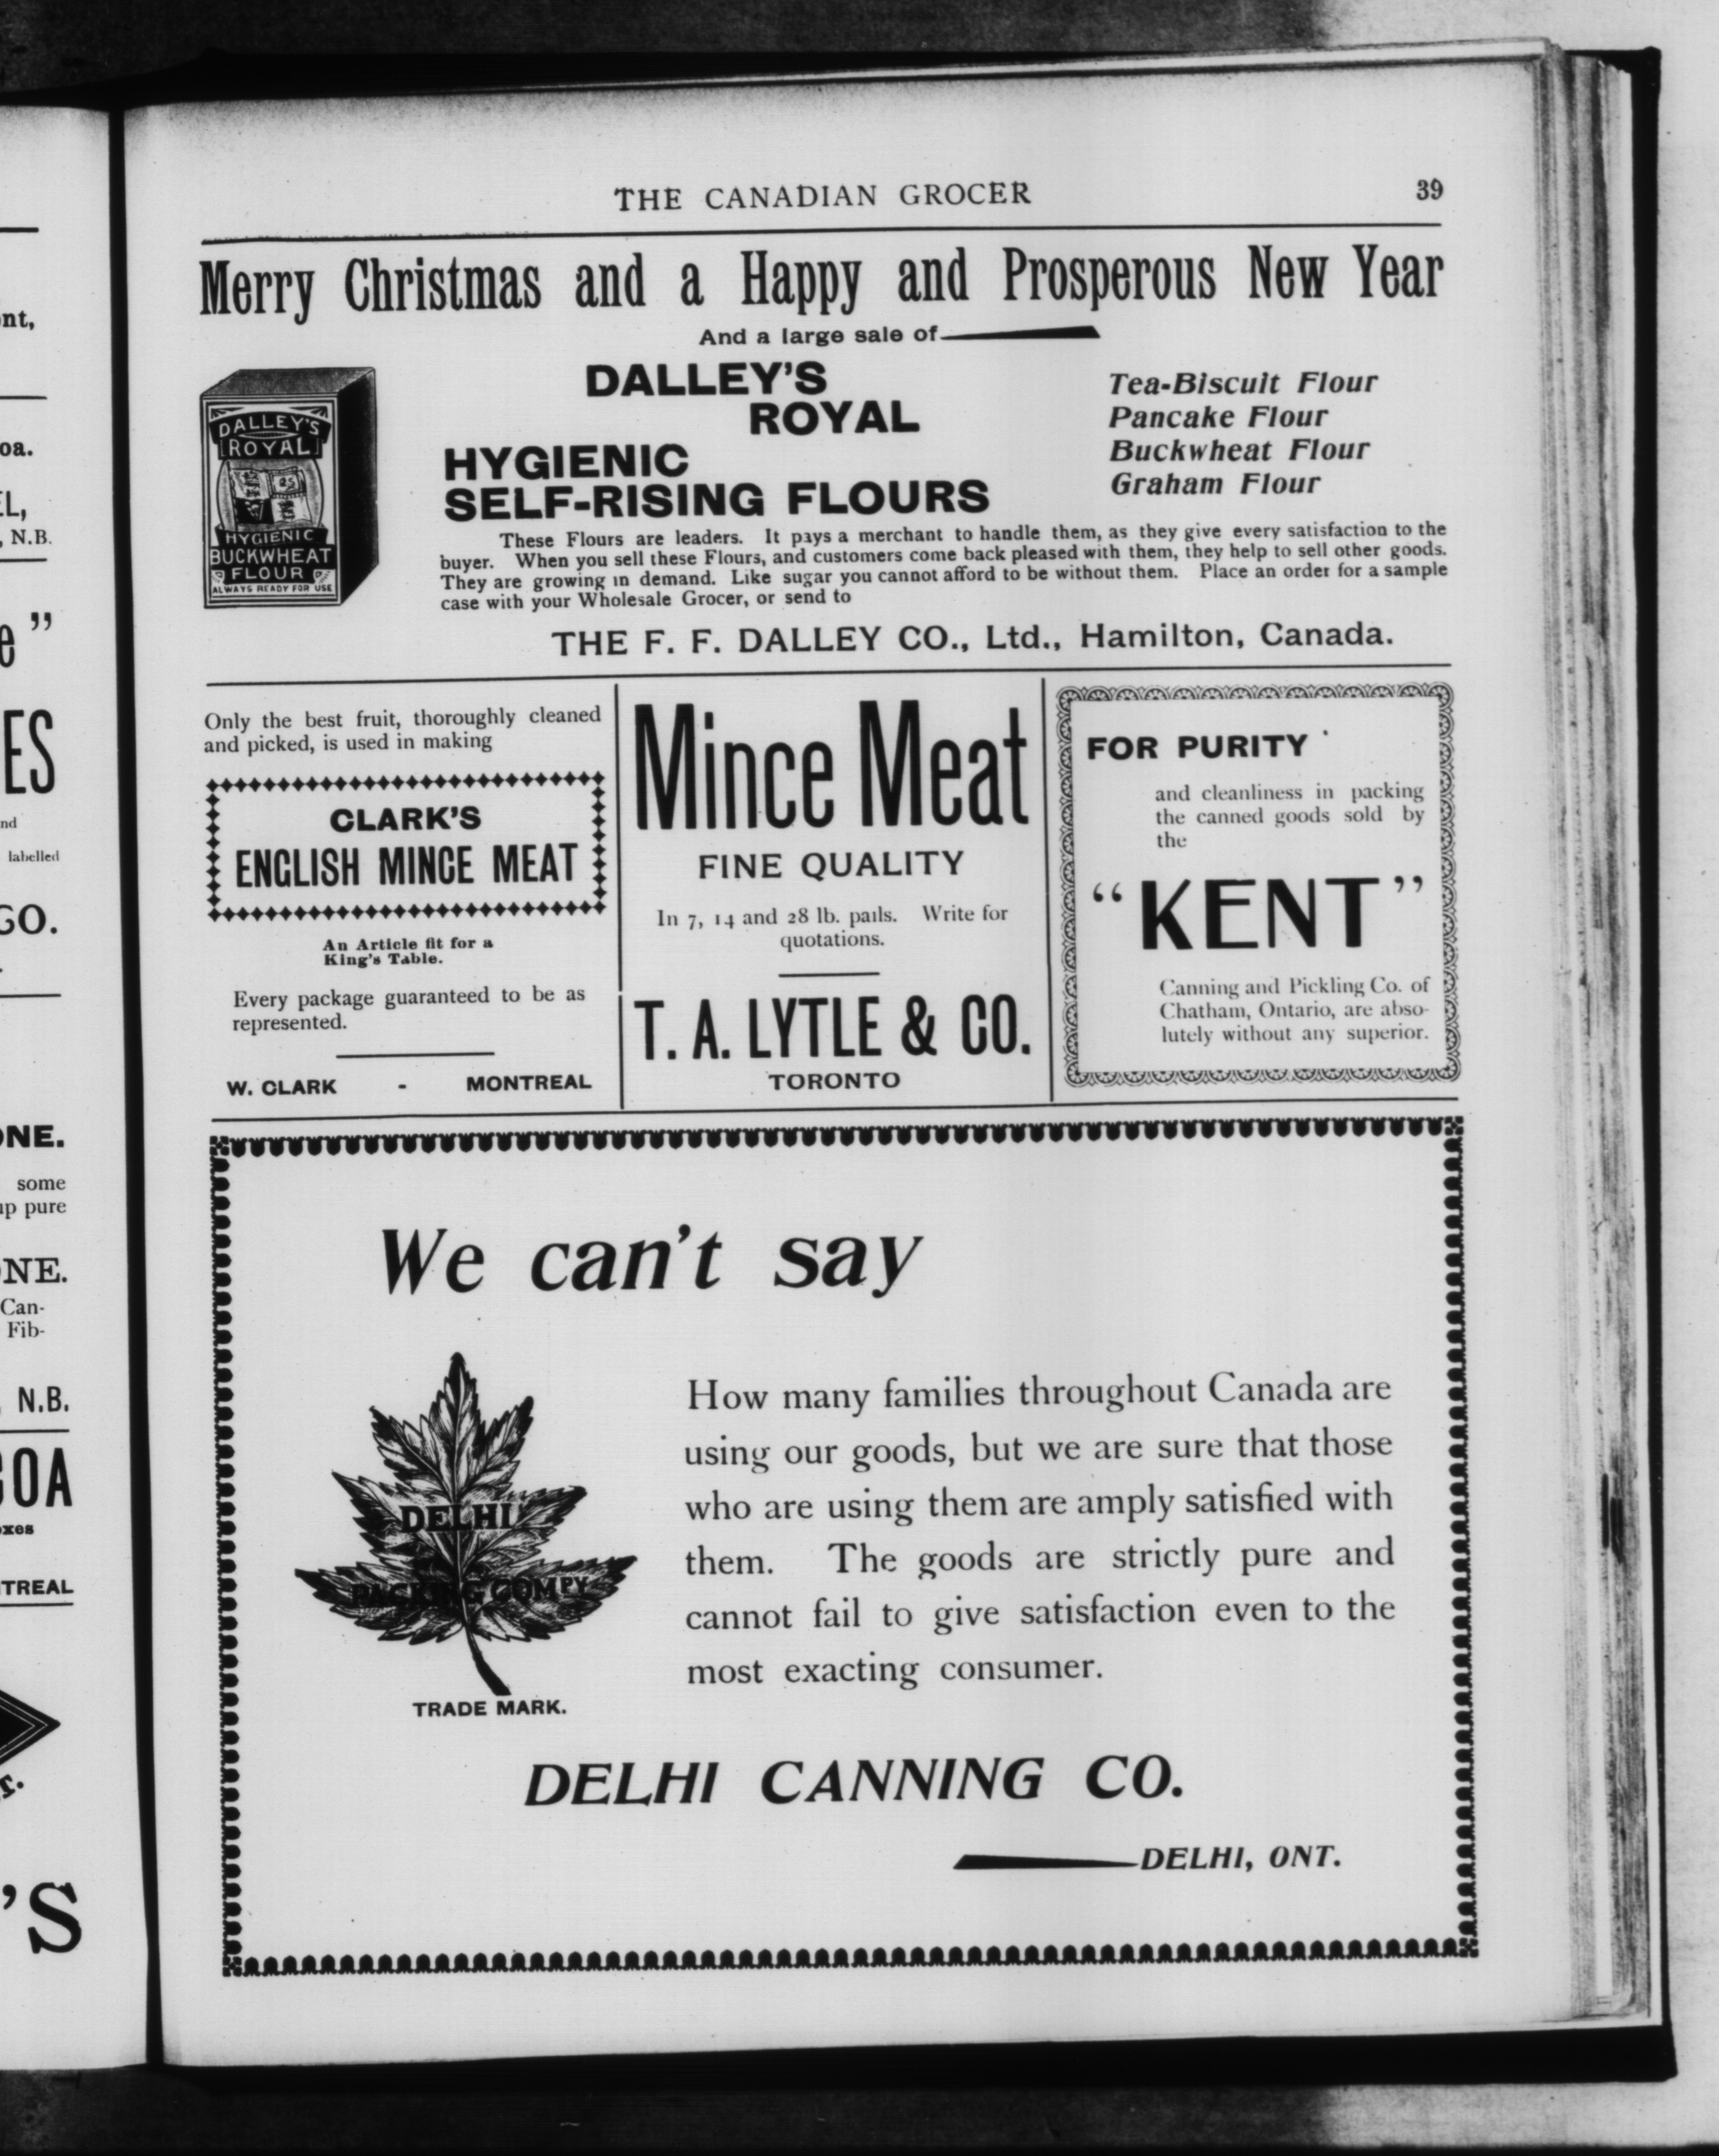 THE CANADIAN GROCER 39
Merry Christmas and a Happy and Prosperous New Year
And a large sale of
DALLEY'S
ROYAL
HYGIENIC
SELF-RISING FLOURS
Tea-Biscuit Flour
Pancake Flour
Buckwheat Flour
Graham Flour
DALLEY'S
ROYAL
HYGIENIC
BUCKWHEAT
FLOUR
ALWAYS READY FOR USE
These Flours are leaders. It pays a merchant to handle them, as they give every satisfaction to the
buyer. When you sell these Flours, and customers come back pleased with them, they help to sell other goods.
They are growing in demand. Like sugar you cannot afford to be without them. Place an order for a sample
case with your Wholesale Grocer, or send to
THE F. F. DALLEY CO., Ltd., Hamilton, Canada.
Only the best fruit, thoroughly cleaned
and picked, is used in making
CLARK'S
ENGLISH MINCE MEAT
An Article fit for a
King's Table.
Every package guaranteed to be as
represented.
W. CLARK - MONTREAL
Mince Meat
FINE QUALITY
In 7, 14 and 28 lb. pails. Write for
quotations.
T. A. LYTLE & CO.
TORONTO
FOR PURITY
and cleanliness in packing
the canned goods sold by
the
"KENT"
Canning and Pickling Co. of
Chatham, Ontario, are abso-
lutely without any superior.
We can't say
DELHI
PACKING COMPY
TRADE MARK.
How many families throughout Canada are
using our goods, but we are sure that those
who are using them are amply satisfied with
them. The goods are strictly pure and
cannot fail to give satisfaction even to the
most exacting consumer.
DELHI CANNING CO.
DELHI, ONT.
N.B.
labelled
some
pure
NE.
Can-
Fib-
N.B.